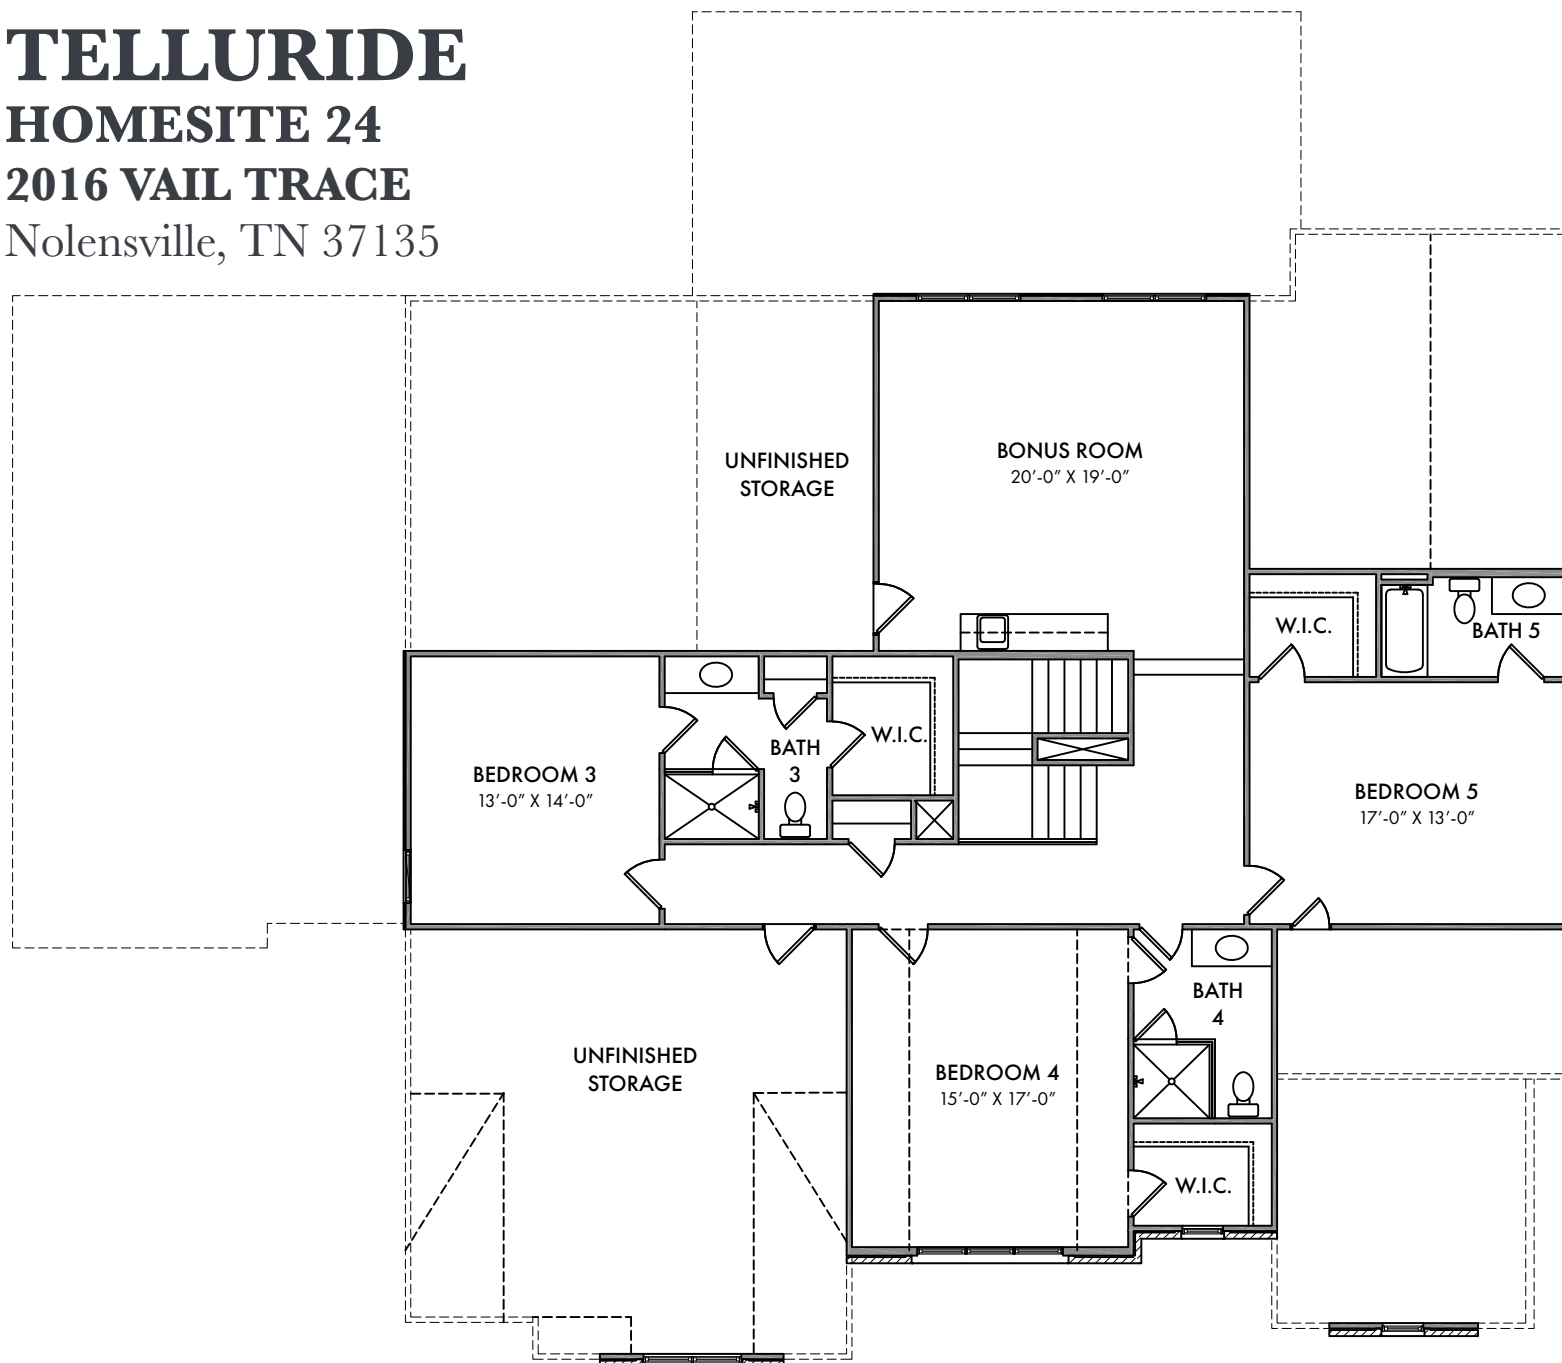 TELLURIDE
HOMESITE 24
2016 VAIL TRACE
Nolensville, TN 37135
UNFINISHED
STORAGE
BONUS ROOM
20'-0" X 19'-0"
W.I.C.
BATH 5
BEDROOM 3
13'-0" X 14'-0"
BATH
3
W.I.C.
BEDROOM 5
17'-0" X 13'-0"
UNFINISHED
STORAGE
BEDROOM 4
15'-0" X 17'-0"
BATH
4
W.I.C.